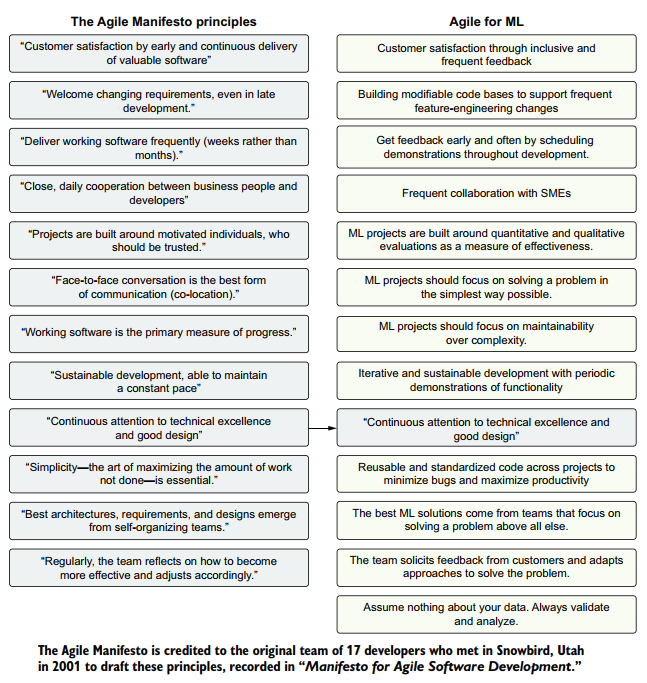 The Agile Manifesto principles
Agile for ML
“Customer satisfaction by early and continuous delivery
of valuable software”
Customer satisfaction through inclusive and
frequent feedback
“Welcome changing requirements, even in late
development.”
Building modifiable code bases to support frequent
feature-engineering changes
“Deliver working software frequently (weeks rather than
months).”
Get feedback early and often by scheduling
demonstrations throughout development.
“Close, daily cooperation between business people and
developers”
Frequent collaboration with SMEs
“Projects are built around motivated individuals, who
should be trusted.”
ML projects are built around quantitative and qualitative
evaluations as a measure of effectiveness.
“Face-to-face conversation is the best form
of communication (co-location).”
ML projects should focus on solving a problem in
the simplest way possible.
“Working software is the primary measure of progress.”
ML projects should focus on maintainability
over complexity.
“Sustainable development, able to maintain
a constant pace”
Iterative and sustainable development with periodic
demonstrations of functionality
“Continuous attention to technical excellence
and good design”
“Continuous attention to technical excellence and
good design”
“Simplicity—the art of maximizing the amount of work
not done—is essential.”
Reusable and standardized code across projects to
minimize bugs and maximize productivity
“Best architectures, requirements, and designs emerge
from self-organizing teams.”
The best ML solutions come from teams that focus on
solving a problem above all else.
“Regularly, the team reflects on how to become
more effective and adjusts accordingly.”
The team solicits feedback from customers and adapts
approaches to solve the problem.
Assume nothing about your data. Always validate
and analyze.
The Agile Manifesto is credited to the original team of 17 developers who met in Snowbird, Utah
in 2001 to draft these principles, recorded in “Manifesto for Agile Software Development.”